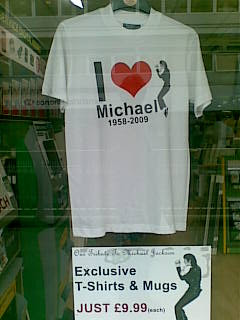 I
Michael
1958-2009
Our Tribute To Michael Jackson
Exclusive
T-Shirts & Mugs
JUST £9.99(each)